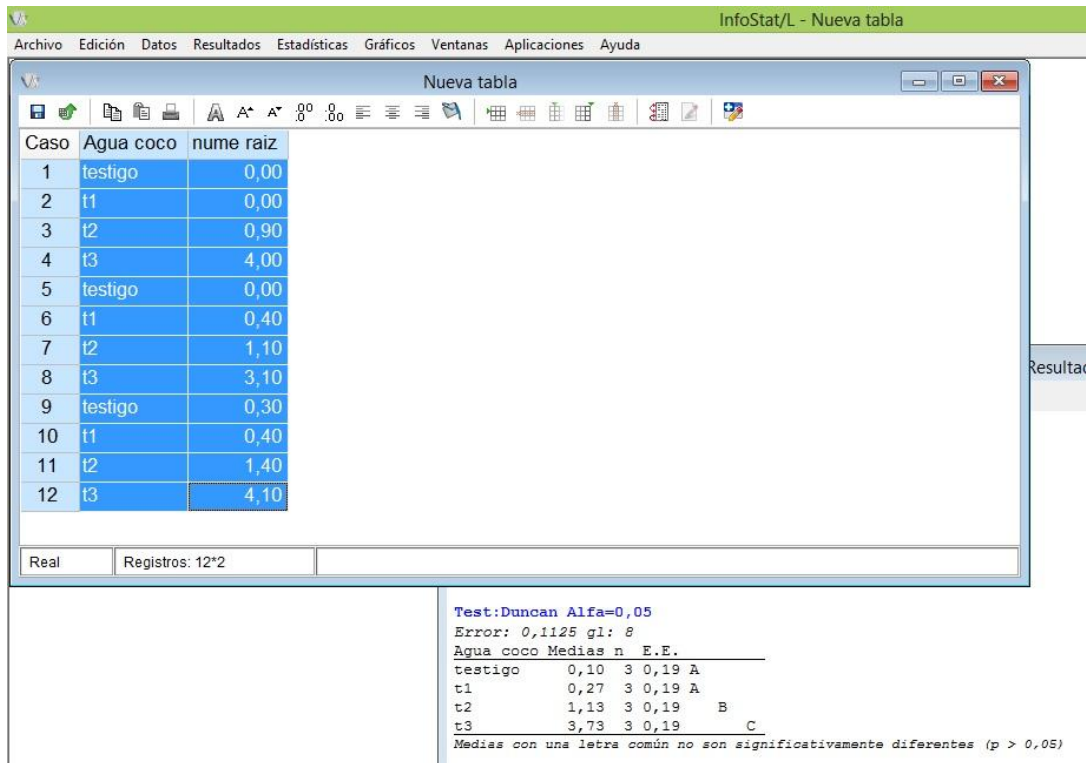 InfoStat/L - Nueva tabla
Archivo Edición Datos Resultados Estadísticas Gráficos Ventanas Aplicaciones Ayuda
Nueva tabla
Caso Agua coco nume raiz
1 testigo 0,00
2 t1 0,00
3 t2 0,90
4 t3 4,00
5 testigo 0,00
6 t1 0,40
7 t2 1,10
8 t3 3,10
9 testigo 0,30
10 t1 0,40
11 t2 1,40
12 t3 4,10
Real Registros: 12*2
Test:Duncan Alfa=0,05
Error: 0,1125 gl: 8
Agua coco Medias n E.E.
testigo 0,10 3 0,19 A
t1 0,27 3 0,19 A
t2 1,13 3 0,19 B
t3 3,73 3 0,19 C
Medias con una letra común no son significativamente diferentes (p > 0,05)